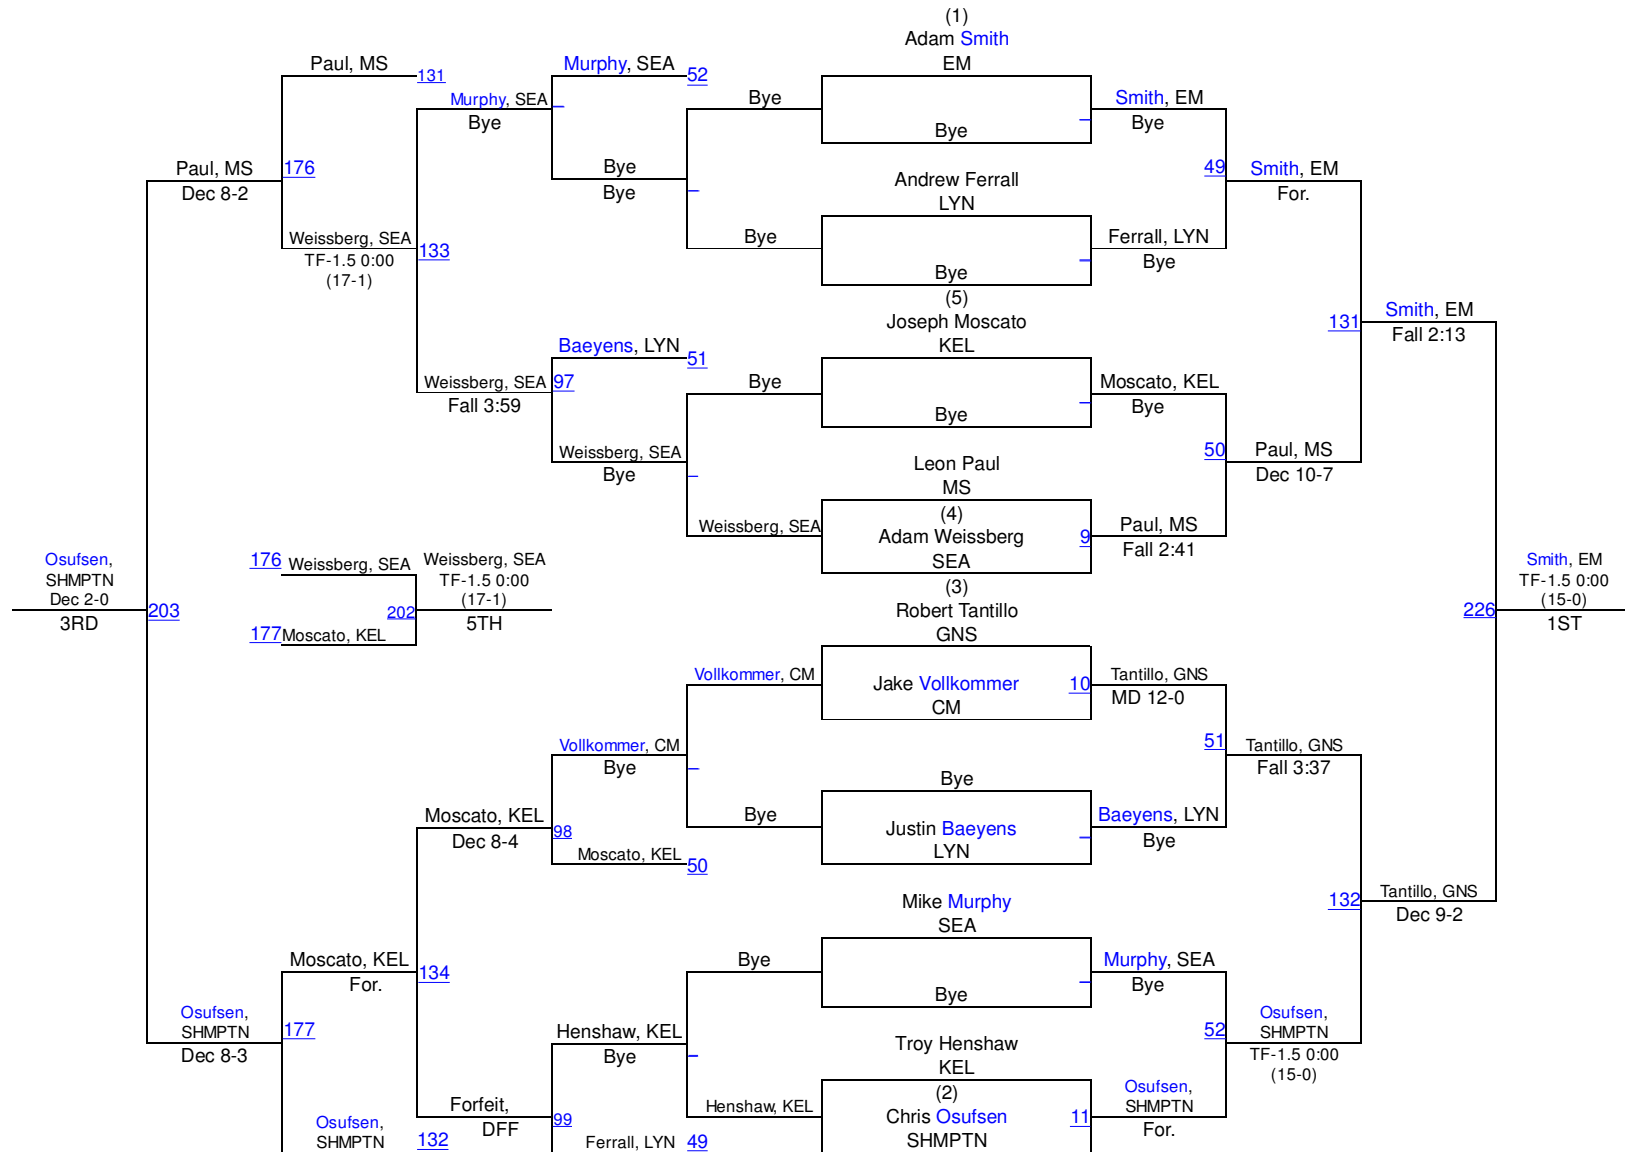 (1)
Adam Smith
EM
Paul, MS
131
Murphy, SEA
52
Murphy, SEA
Bye
Bye
Bye
Smith, EM
Bye
Paul, MS
Dec 8-2
176
Bye
Bye
Andrew Ferrall
LYN
49
Smith, EM
For.
Weissberg, SEA
TF-1.5 0:00
(17-1)
133
Bye
Bye
Ferrall, LYN
Bye
(5)
Joseph Moscato
KEL
131
Smith, EM
Fall 2:13
Baeyens, LYN
51
Weissberg, SEA
Fall 3:59
97
Bye
Bye
Moscato, KEL
Bye
Weissberg, SEA
Bye
Leon Paul
MS
50
Paul, MS
Dec 10-7
Weissberg, SEA
(4)
Adam Weissberg
SEA
9
Paul, MS
Fall 2:41
Osufsen,
SHMPTN
Dec 2-0
3RD
203
176
Weissberg, SEA
177
Moscato, KEL
202
Weissberg, SEA
TF-1.5 0:00
(17-1)
5TH
(3)
Robert Tantillo
GNS
226
Smith, EM
TF-1.5 0:00
(15-0)
1ST
Vollkommer, CM
Jake Vollkommer
CM
10
Tantillo, GNS
MD 12-0
Vollkommer, CM
Bye
51
Tantillo, GNS
Fall 3:37
Bye
Bye
Justin Baeyens
LYN
Baeyens, LYN
Bye
Moscato, KEL
Dec 8-4
98
Moscato, KEL
50
Mike Murphy
SEA
132
Tantillo, GNS
Dec 9-2
Moscato, KEL
For.
134
Bye
Bye
Murphy, SEA
Bye
Osufsen,
SHMPTN
Dec 8-3
177
Henshaw, KEL
Bye
Troy Henshaw
KEL
52
Osufsen,
SHMPTN
TF-1.5 0:00
(15-0)
Osufsen,
SHMPTN
132
Forfeit,
DFF
99
Ferrall, LYN
49
Henshaw, KEL
(2)
Chris Osufsen
SHMPTN
11
Osufsen,
SHMPTN
For.